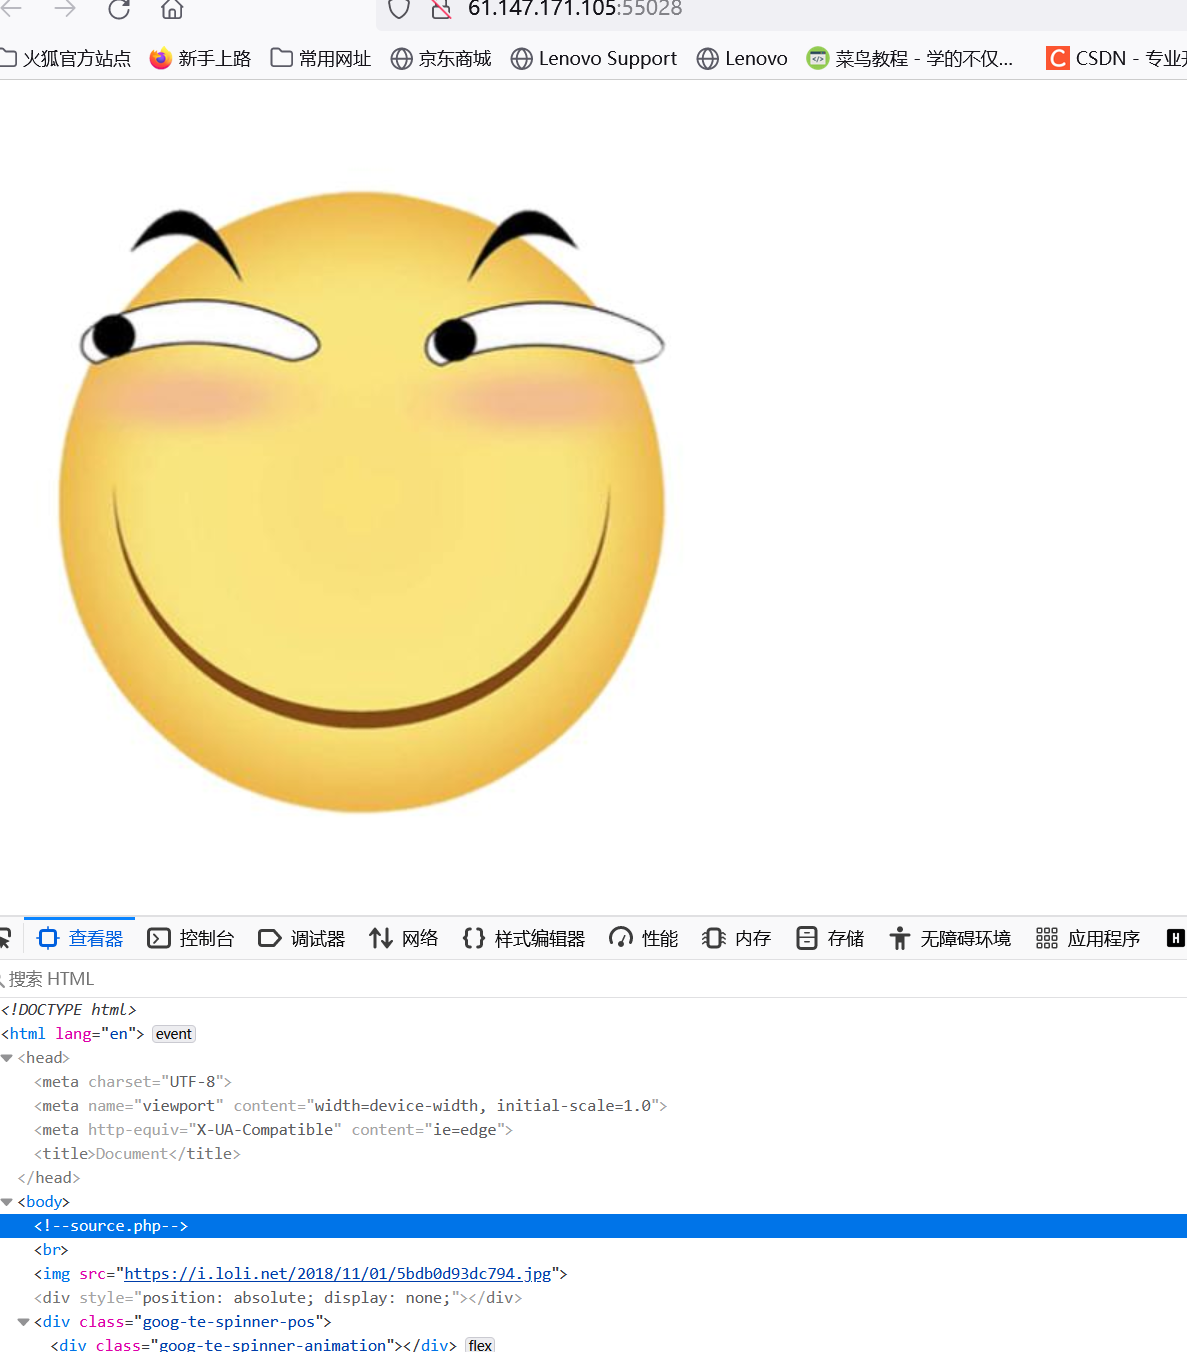 61.147.171.105:55028
火狐官方站点 新手上路 常用网址 京东商城 Lenovo Support Lenovo 菜鸟教程 - 学的不仅... CSDN - 专业
查看器 控制台 调试器 网络 样式编辑器 性能 内存 存储 无障碍环境 应用程序
搜索 HTML
<!DOCTYPE html>
<html lang="en"> event
<head>
<meta charset="UTF-8">
<meta name="viewport" content="width=device-width, initial-scale=1.0">
<meta http-equiv="X-UA-Compatible" content="ie=edge">
<title>Document</title>
</head>
<body>
<!--source.php-->
<br>
<img src="https://i.loli.net/2018/11/01/5bdb0d93dc794.jpg">
<div style="position: absolute; display: none;"></div>
<div class="goog-te-spinner-pos">
<div class="goog-te-spinner-animation"></div> flex